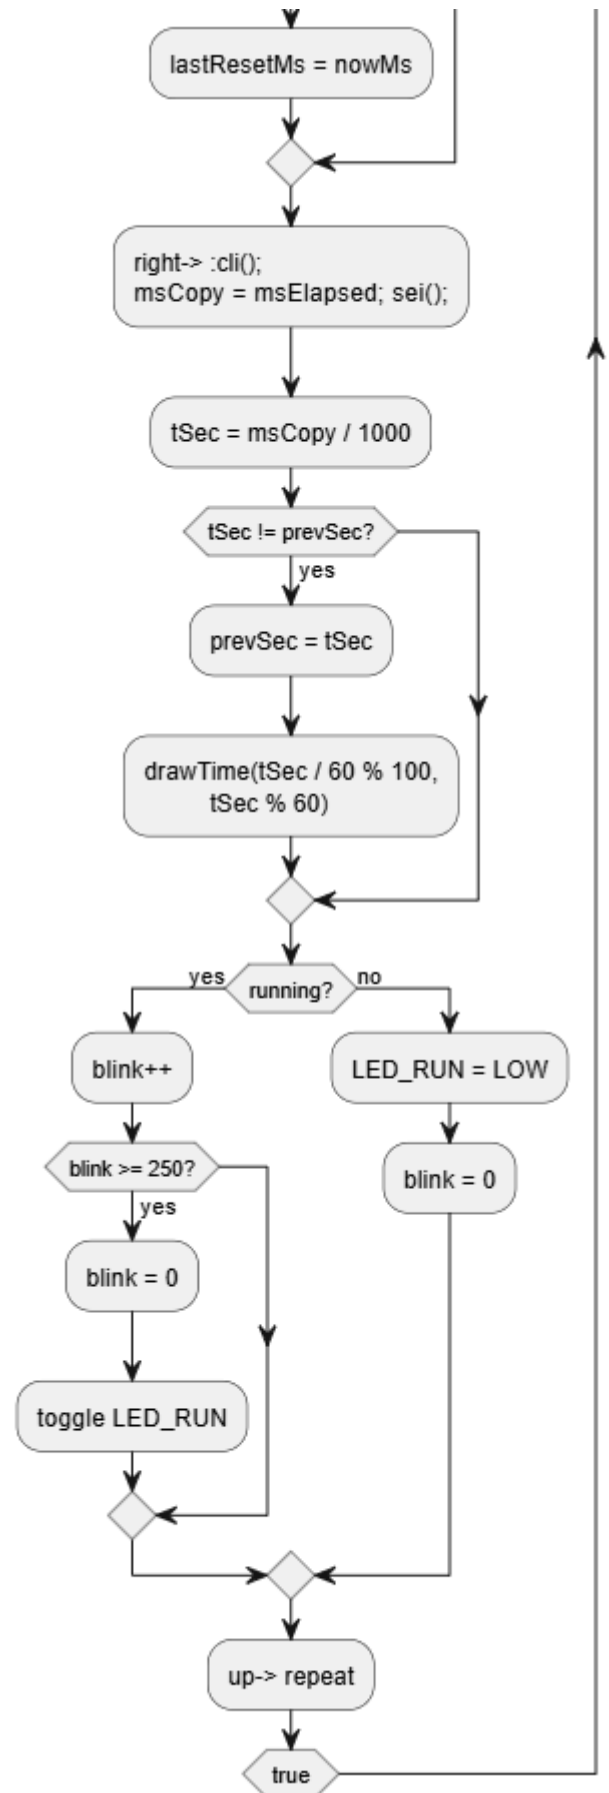 lastResetMs = nowMs
right-> :cli();
msCopy = msElapsed; sei();
tSec = msCopy / 1000
tSec != prevSec?
yes
prevSec = tSec
drawTime(tSec / 60 % 100,
tSec % 60)
yes
running?
no
blink++
LED_RUN = LOW
blink >= 250?
blink = 0
yes
blink = 0
toggle LED_RUN
up-> repeat
true